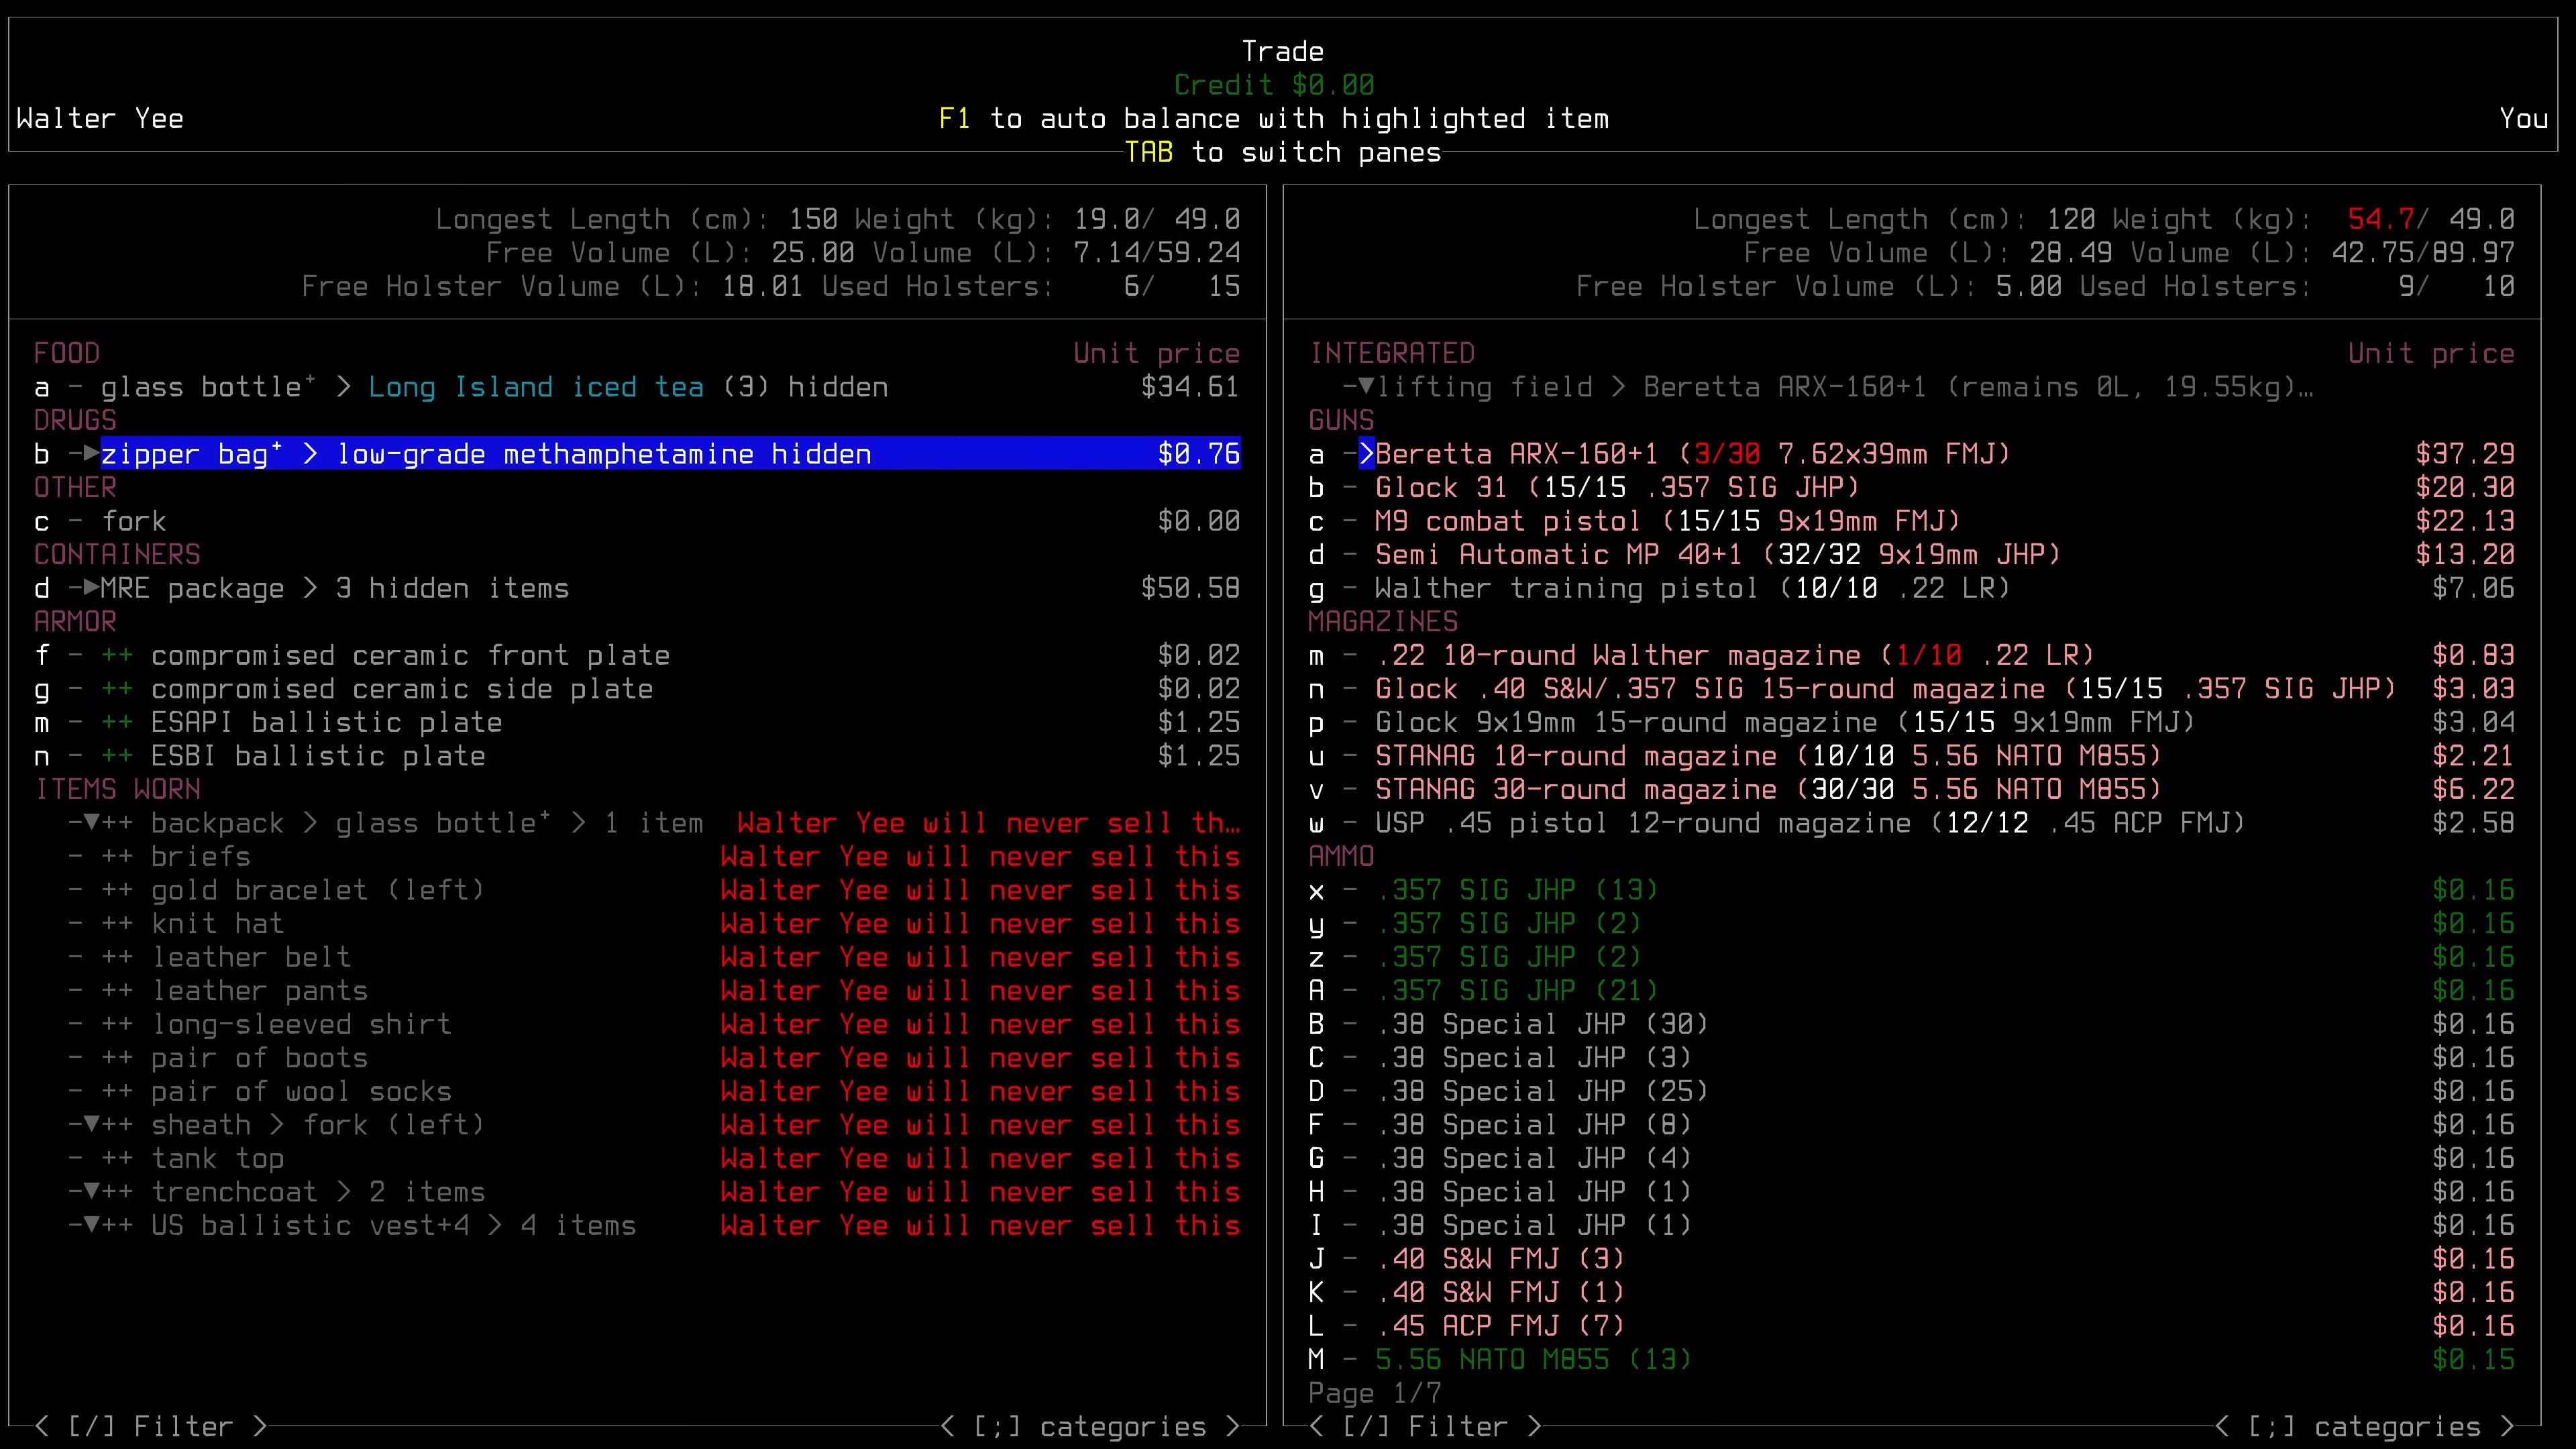 Trade
Credit $0.00
Walter Yee F1 to auto balance with highlighted item You
TAB to switch panes
Longest Length (cm): 150 Weight (kg): 19.0/ 49.0
Free Volume (L): 25.00 Volume (L): 7.14/59.24
Free Holster Volume (L): 18.01 Used Holsters: 6/ 15
FOOD Unit price
a - glass bottle⁺ > Long Island iced tea (3) hidden $34.61
DRUGS
b -▶zipper bag⁺ > low-grade methamphetamine hidden $0.76
OTHER
c - fork $0.00
CONTAINERS
d -▶MRE package > 3 hidden items $50.58
ARMOR
f - ++ compromised ceramic front plate $0.02
g - ++ compromised ceramic side plate $0.02
m - ++ ESAPI ballistic plate $1.25
n - ++ ESBI ballistic plate $1.25
ITEMS WORN
-▼++ backpack > glass bottle⁺ > 1 item Walter Yee will never sell th…
- ++ briefs Walter Yee will never sell this
- ++ gold bracelet (left) Walter Yee will never sell this
- ++ knit hat Walter Yee will never sell this
- ++ leather belt Walter Yee will never sell this
- ++ leather pants Walter Yee will never sell this
- ++ long-sleeved shirt Walter Yee will never sell this
- ++ pair of boots Walter Yee will never sell this
- ++ pair of wool socks Walter Yee will never sell this
-▼++ sheath > fork (left) Walter Yee will never sell this
- ++ tank top Walter Yee will never sell this
-▼++ trenchcoat > 2 items Walter Yee will never sell this
-▼++ US ballistic vest+4 > 4 items Walter Yee will never sell this
< [/] Filter > < [;] categories >
Longest Length (cm): 120 Weight (kg): 54.7/ 49.0
Free Volume (L): 28.49 Volume (L): 42.75/89.97
Free Holster Volume (L): 5.00 Used Holsters: 9/ 10
INTEGRATED Unit price
-▼lifting field > Beretta ARX-160+1 (remains 0L, 19.55kg)…
GUNS
a ->Beretta ARX-160+1 (3/30 7.62x39mm FMJ) $37.29
b - Glock 31 (15/15 .357 SIG JHP) $20.30
c - M9 combat pistol (15/15 9x19mm FMJ) $22.13
d - Semi Automatic MP 40+1 (32/32 9x19mm JHP) $13.20
g - Walther training pistol (10/10 .22 LR) $7.06
MAGAZINES
m - .22 10-round Walther magazine (1/10 .22 LR) $0.83
n - Glock .40 S&W/.357 SIG 15-round magazine (15/15 .357 SIG JHP) $3.03
p - Glock 9x19mm 15-round magazine (15/15 9x19mm FMJ) $3.04
u - STANAG 10-round magazine (10/10 5.56 NATO M855) $2.21
v - STANAG 30-round magazine (30/30 5.56 NATO M855) $6.22
w - USP .45 pistol 12-round magazine (12/12 .45 ACP FMJ) $2.58
AMMO
x - .357 SIG JHP (13) $0.16
y - .357 SIG JHP (2) $0.16
z - .357 SIG JHP (2) $0.16
A - .357 SIG JHP (21) $0.16
B - .38 Special JHP (30) $0.16
C - .38 Special JHP (3) $0.16
D - .38 Special JHP (25) $0.16
F - .38 Special JHP (8) $0.16
G - .38 Special JHP (4) $0.16
H - .38 Special JHP (1) $0.16
I - .38 Special JHP (1) $0.16
J - .40 S&W FMJ (3) $0.16
K - .40 S&W FMJ (1) $0.16
L - .45 ACP FMJ (7) $0.16
M - 5.56 NATO M855 (13) $0.15
Page 1/7
< [/] Filter > < [;] categories >